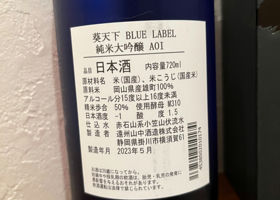 葵天下 BLUE LABEL
純米大吟醸 AOI
品目 日本酒 内容量720ml
原材料名 米(国産)、米こうじ(国産米)
原料米 岡山県産雄町100%
アルコール分15度以上16度未満
精米歩合 50% 使用酵母 M310
日本酒度 -1 酸度 1.5
仕込水 赤石山系小笠山伏流水
製造者 遠州山中酒造株式会社
静岡県掛川市横須賀61
製造年月 2023年5月